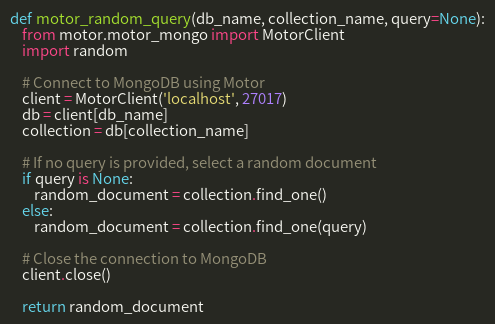 def motor_random_query(db_name, collection_name, query=None):
    from motor.motor_mongo import MotorClient
    import random

    # Connect to MongoDB using Motor
    client = MotorClient('localhost', 27017)
    db = client[db_name]
    collection = db[collection_name]

    # If no query is provided, select a random document
    if query is None:
        random_document = collection.find_one()
    else:
        random_document = collection.find_one(query)

    # Close the connection to MongoDB
    client.close()

    return random_document